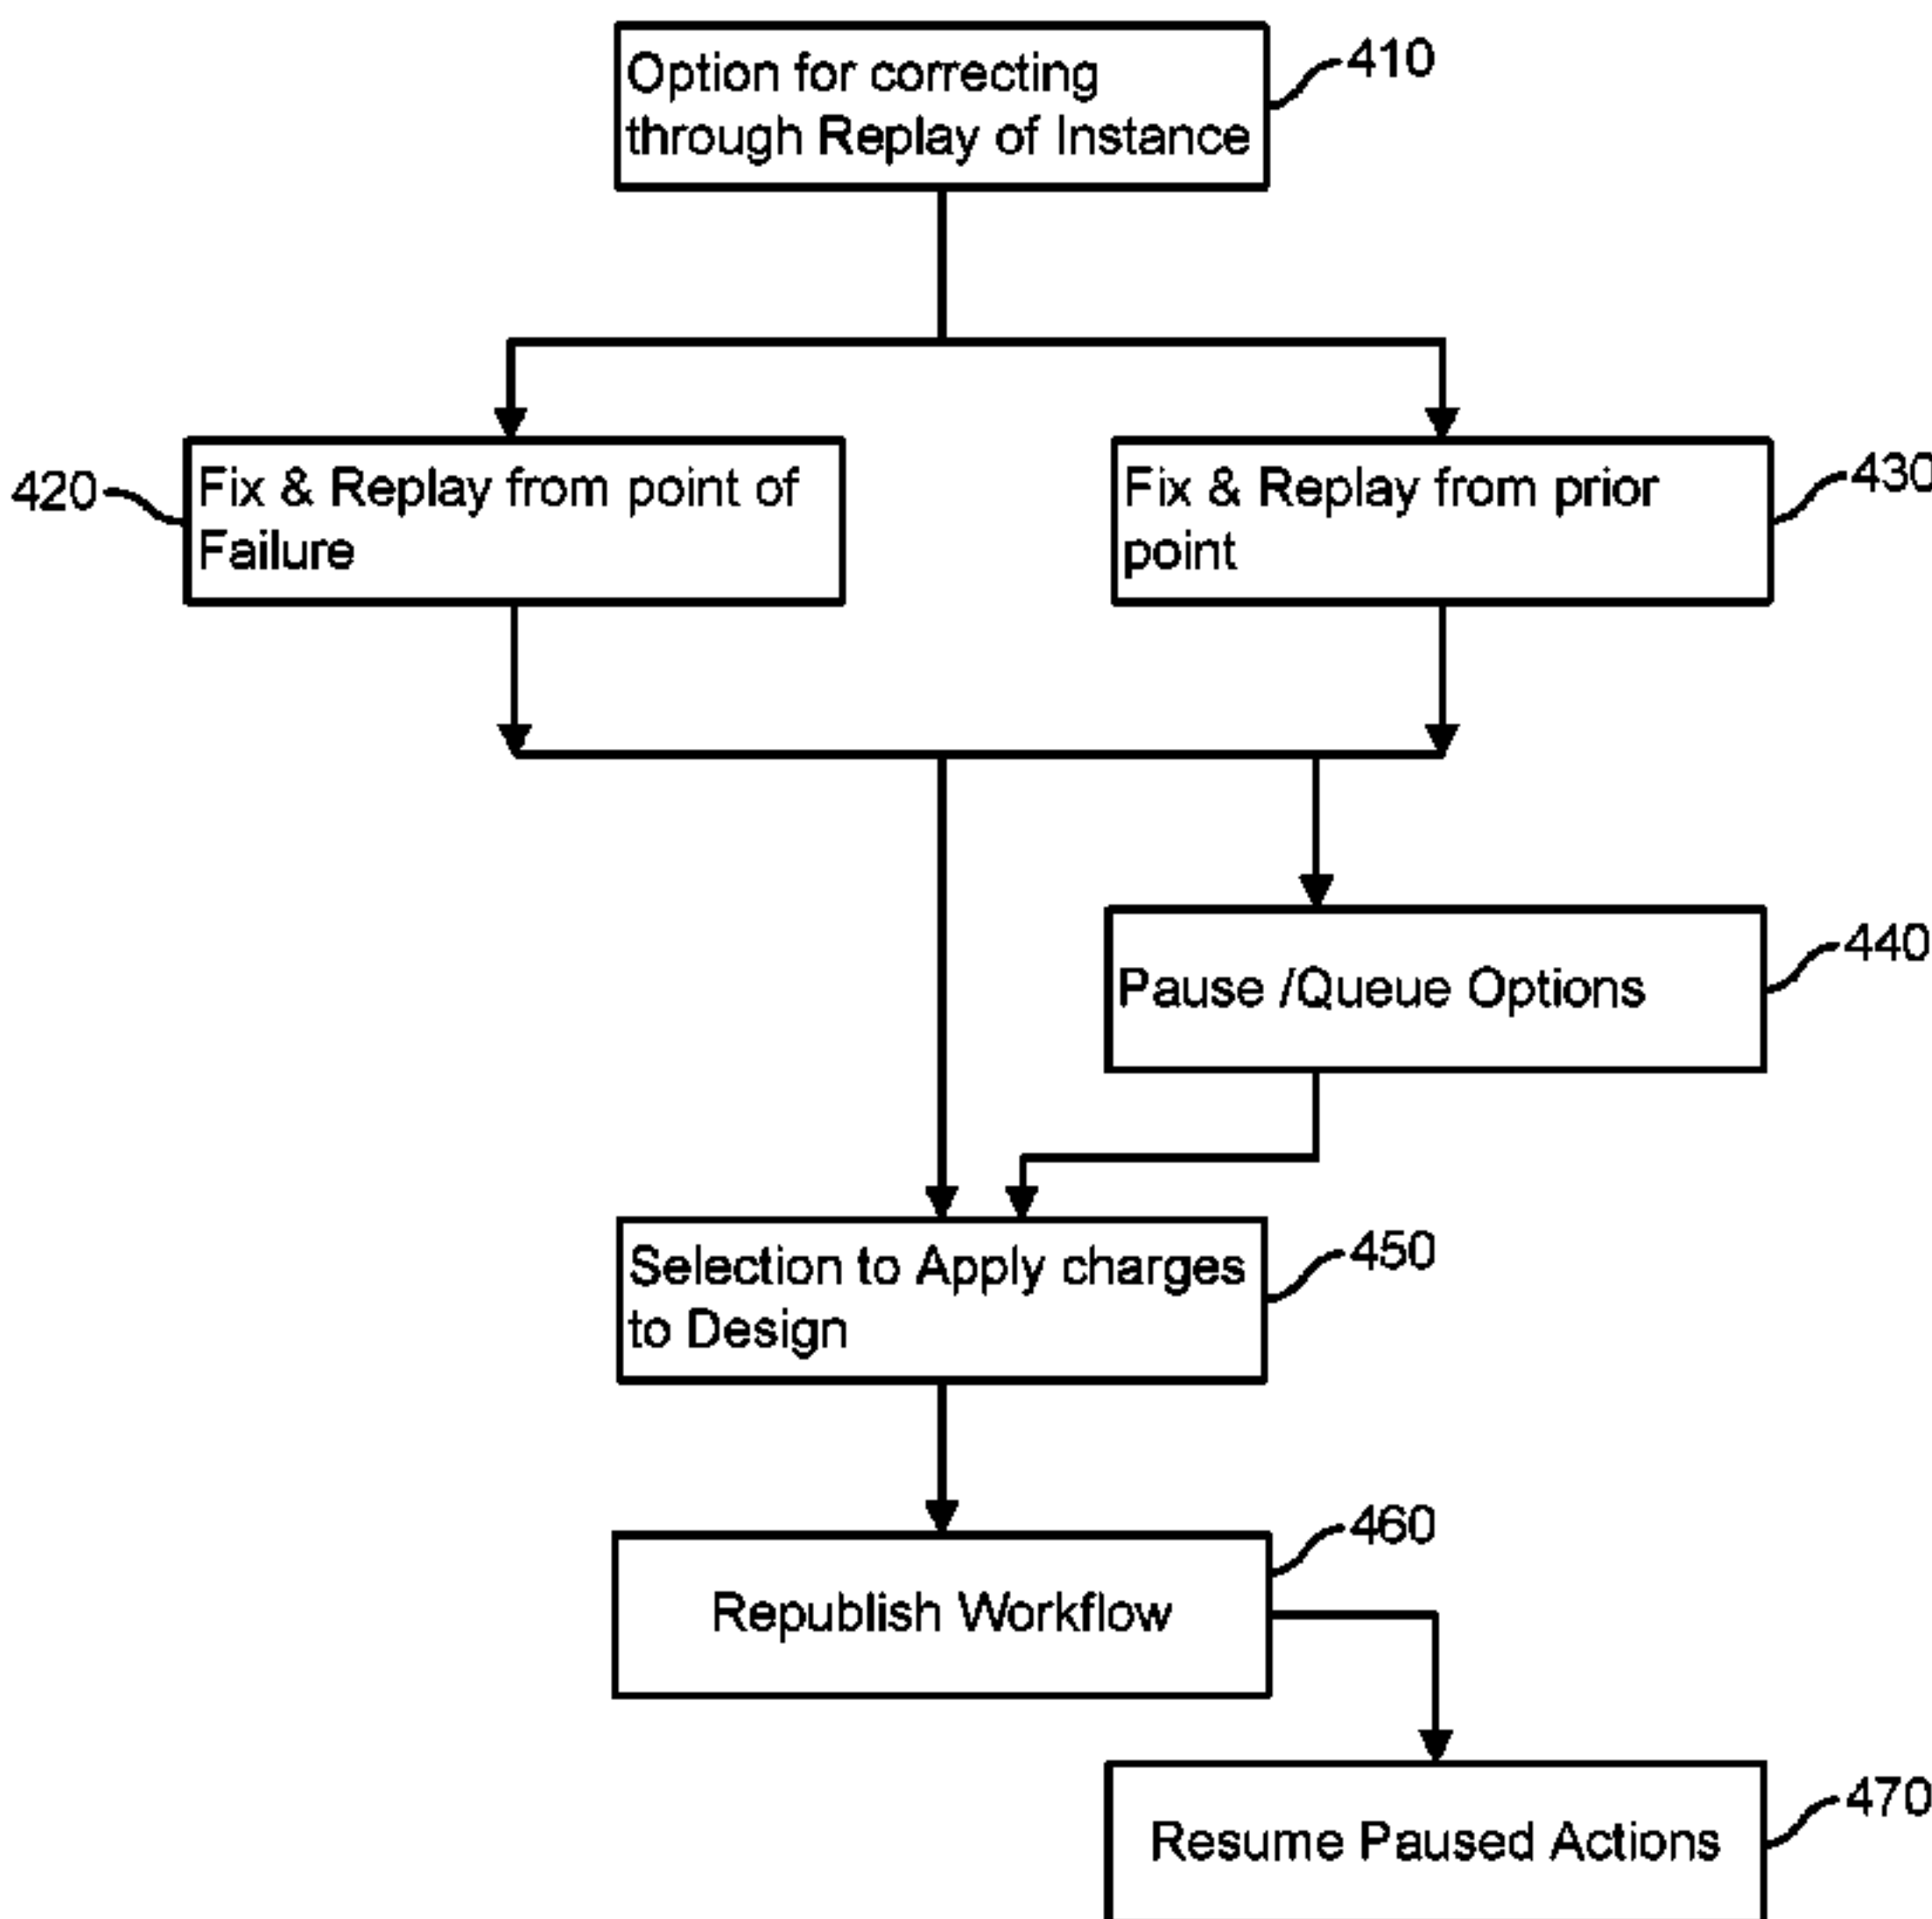 Option for correcting
through Replay of Instance
410
420
Fix & Replay from point of
Failure
Fix & Replay from prior
point
430
Pause /Queue Options
440
Selection to Apply charges
to Design
450
Republish Workflow
460
Resume Paused Actions
470